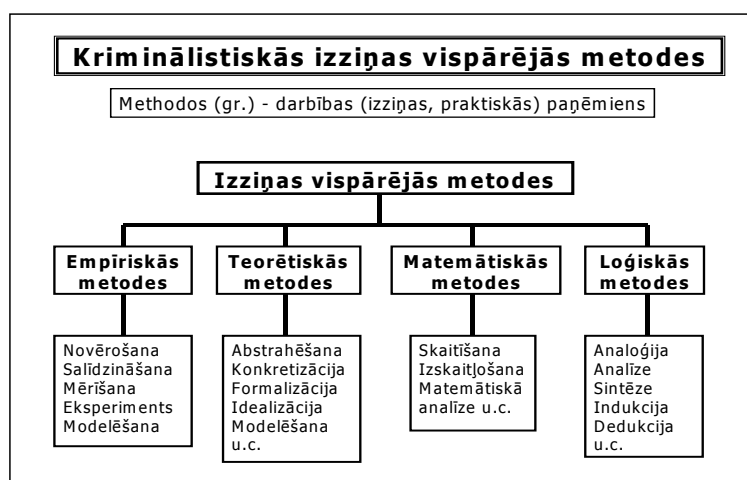 Kriminālistiskās izziņas vispārējās metodes
Methodos (gr.) - darbības (izziņas, praktiskās) paņēmiens
Izziņas vispārējās metodes
Empīriskās
metodes
Novērošana
Salīdzināšana
Mērīšana
Eksperiments
Modelēšana
Teorētiskās
metodes
Abstrahēšana
Konkretizācija
Formalizācija
Idealizācija
Modelēšana
u.c.
Matemātiskās
metodes
Skaitīšana
Izskaitļošana
Matemātiskā
analīze u.c.
Loģiskās
metodes
Analoģija
Analīze
Sintēze
Indukcija
Dedukcija
u.c.